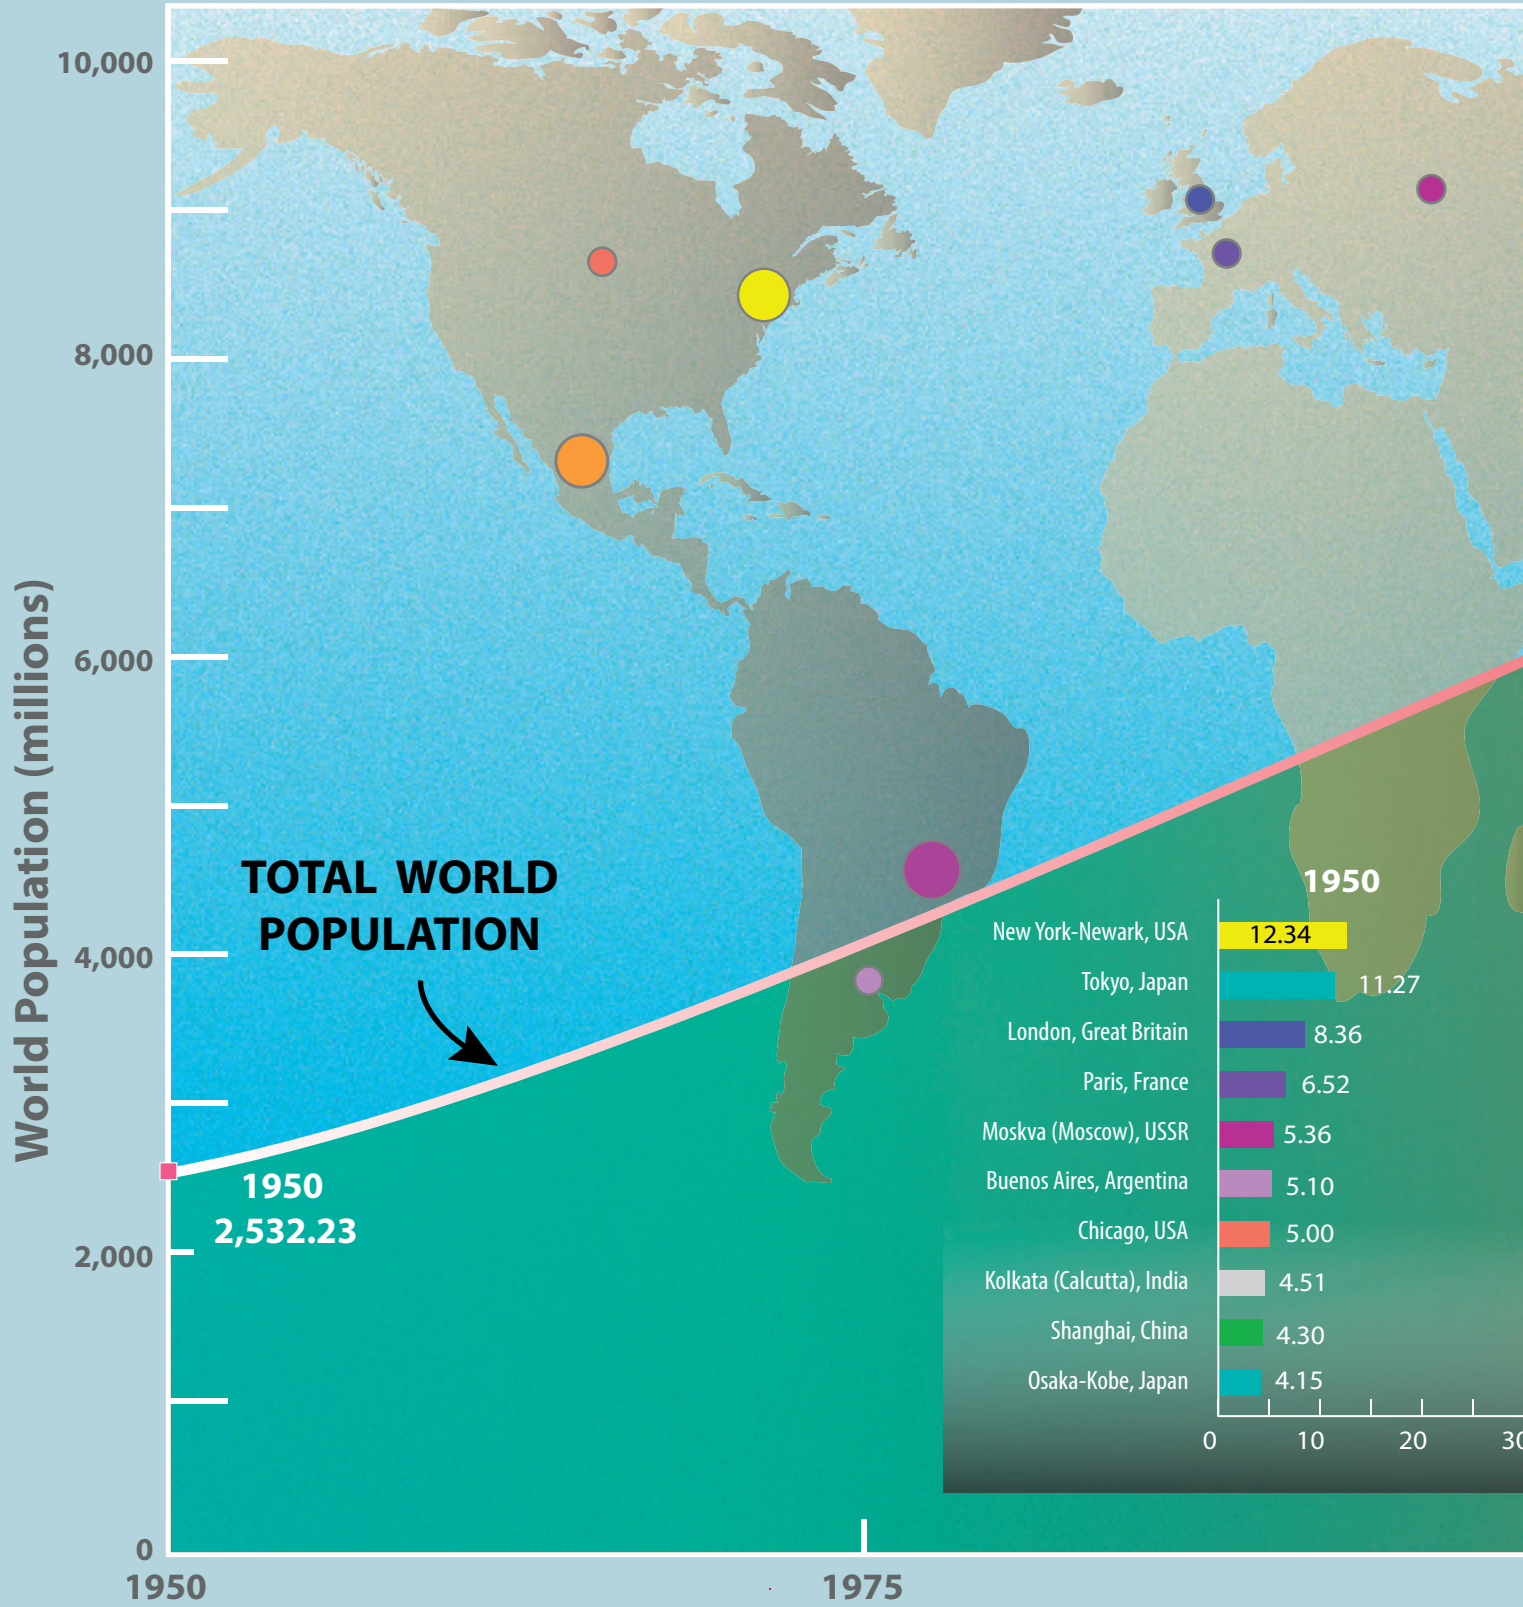 10,000
8,000
6,000
4,000
2,000
0
World Population (millions)
TOTAL WORLD
POPULATION
1950
2,532.23
1950
New York-Newark, USA 12.34
Tokyo, Japan 11.27
London, Great Britain 8.36
Paris, France 6.52
Moskva (Moscow), USSR 5.36
Buenos Aires, Argentina 5.10
Chicago, USA 5.00
Kolkata (Calcutta), India 4.51
Shanghai, China 4.30
Osaka-Kobe, Japan 4.15
0 10 20 30
1950 1975